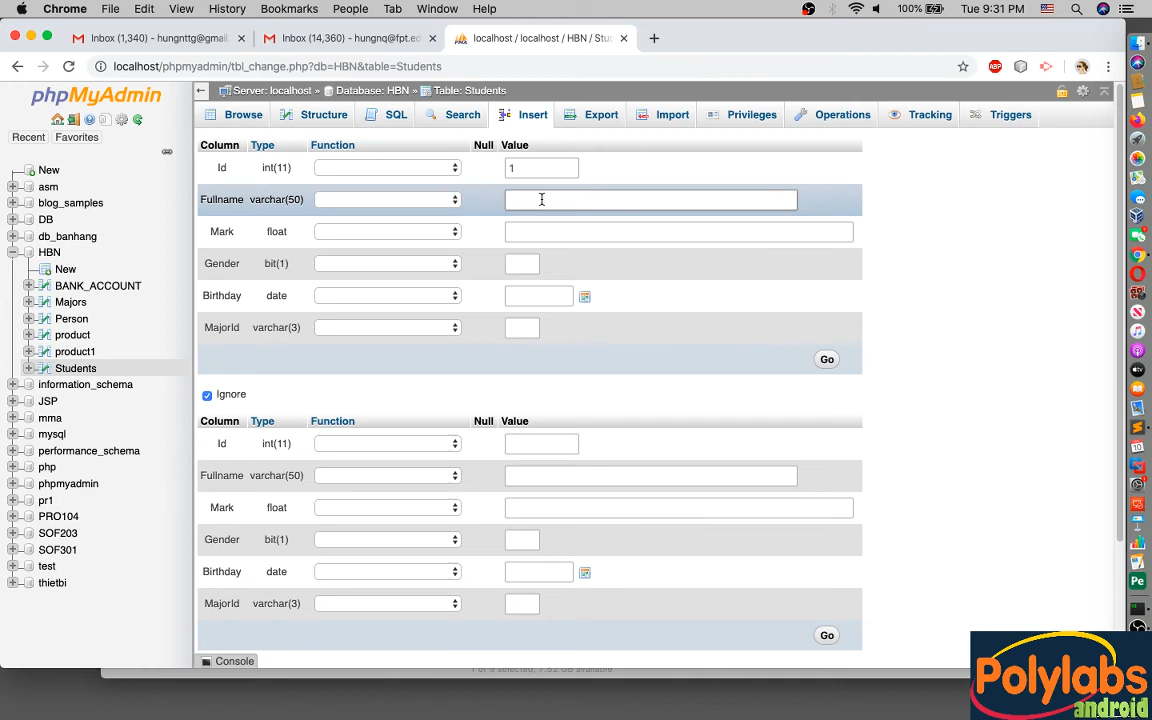 Chrome File Edit View History Bookmarks People Tab Window Help 100% Tue 9:31 PM
Inbox (1,340) - hungnttg@gmai × Inbox (14,360) - hungnq@fpt.ed × localhost / localhost / HBN / Stud × +
localhost/phpmyadmin/tbl_change.php?db=HBN&table=Students
phpMyAdmin
Recent Favorites
New
asm
blog_samples
DB
db_banhang
HBN
New
BANK_ACCOUNT
Majors
Person
product
product1
Students
information_schema
JSP
mma
mysql
performance_schema
php
phpmyadmin
pr1
PRO104
SOF203
SOF301
test
thietbi
Server: localhost » Database: HBN » Table: Students
Browse Structure SQL Search Insert Export Import Privileges Operations Tracking Triggers
Column Type Function Null Value
Id int(11) 1
Fullname varchar(50)
Mark float
Gender bit(1)
Birthday date
MajorId varchar(3)
Go
Ignore
Column Type Function Null Value
Id int(11)
Fullname varchar(50)
Mark float
Gender bit(1)
Birthday date
MajorId varchar(3)
Go
Console
Polylabs
android